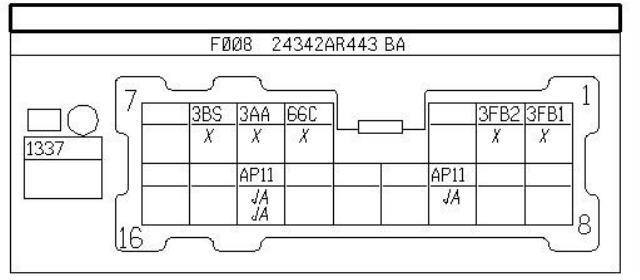 F008 24342AR443 BA
7 1
3BS 3AA 66C 3FB2 3FB1
X X X X X
1337
AP11 AP11
JA JA
JA
16 8